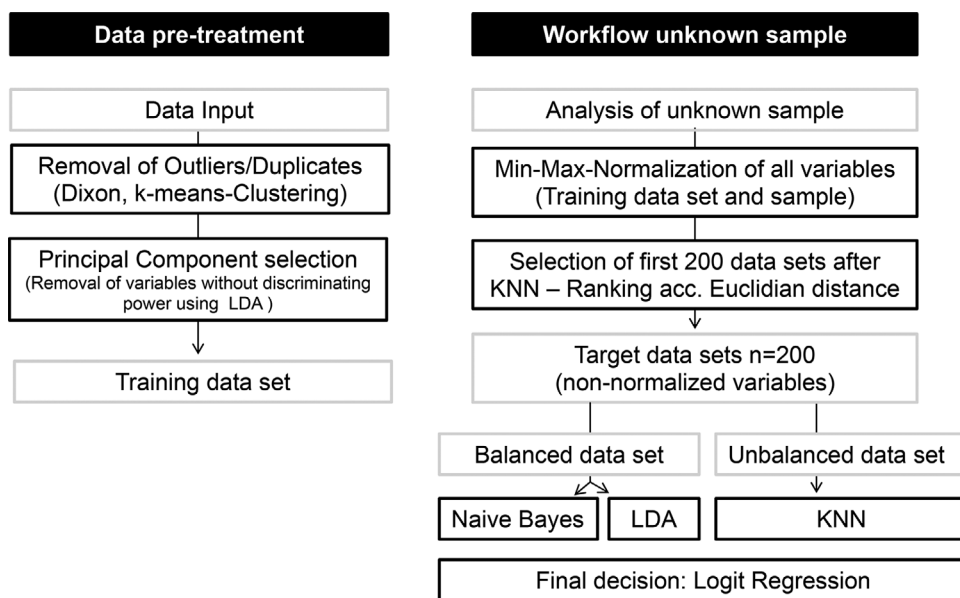 Data pre-treatment
Data Input
Removal of Outliers/Duplicates
(Dixon, k-means-Clustering)
Principal Component selection
(Removal of variables without discriminating
power using LDA )
Training data set
Workflow unknown sample
Analysis of unknown sample
Min-Max-Normalization of all variables
(Training data set and sample)
Selection of first 200 data sets after
KNN – Ranking acc. Euclidian distance
Target data sets n=200
(non-normalized variables)
Balanced data set
Unbalanced data set
Naive Bayes
LDA
KNN
Final decision: Logit Regression